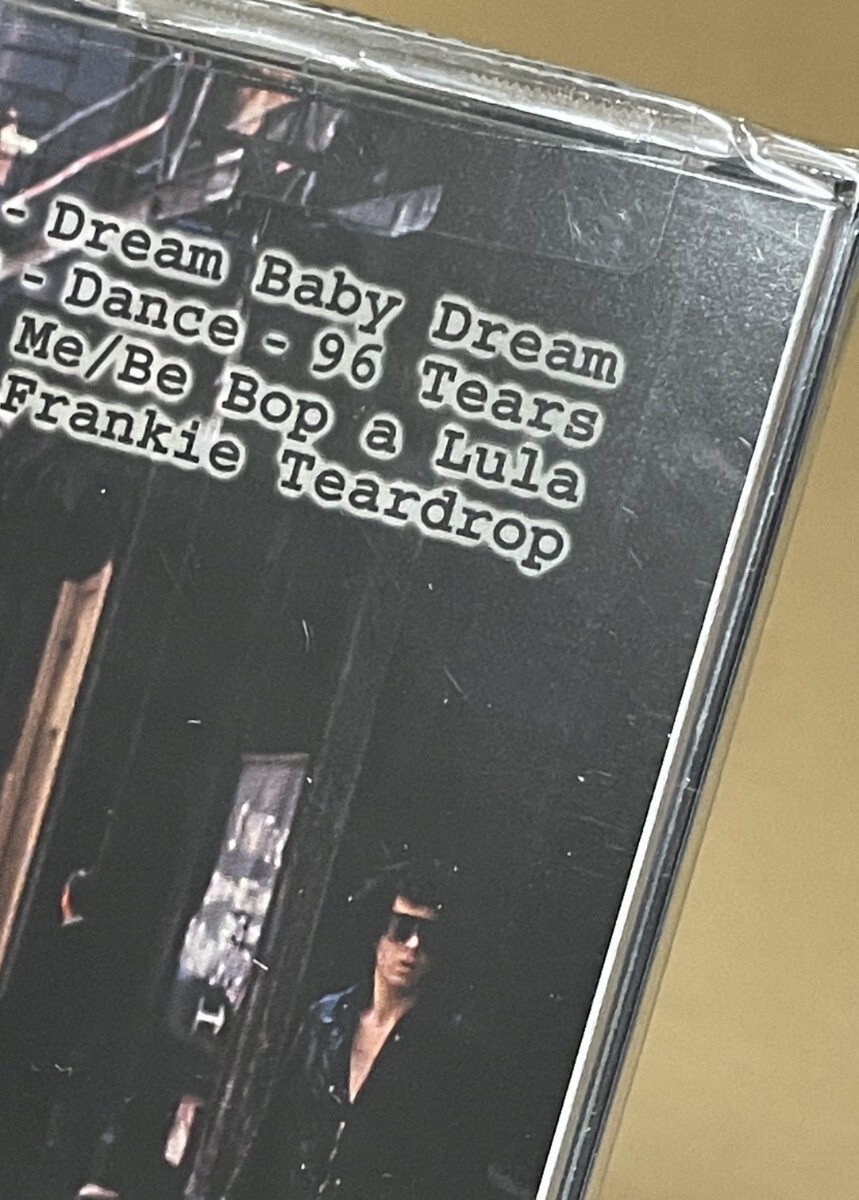 - Dream Baby Dream
- Dance - 96 Tears
Me/Be Bop a Lula
Frankie Teardrop